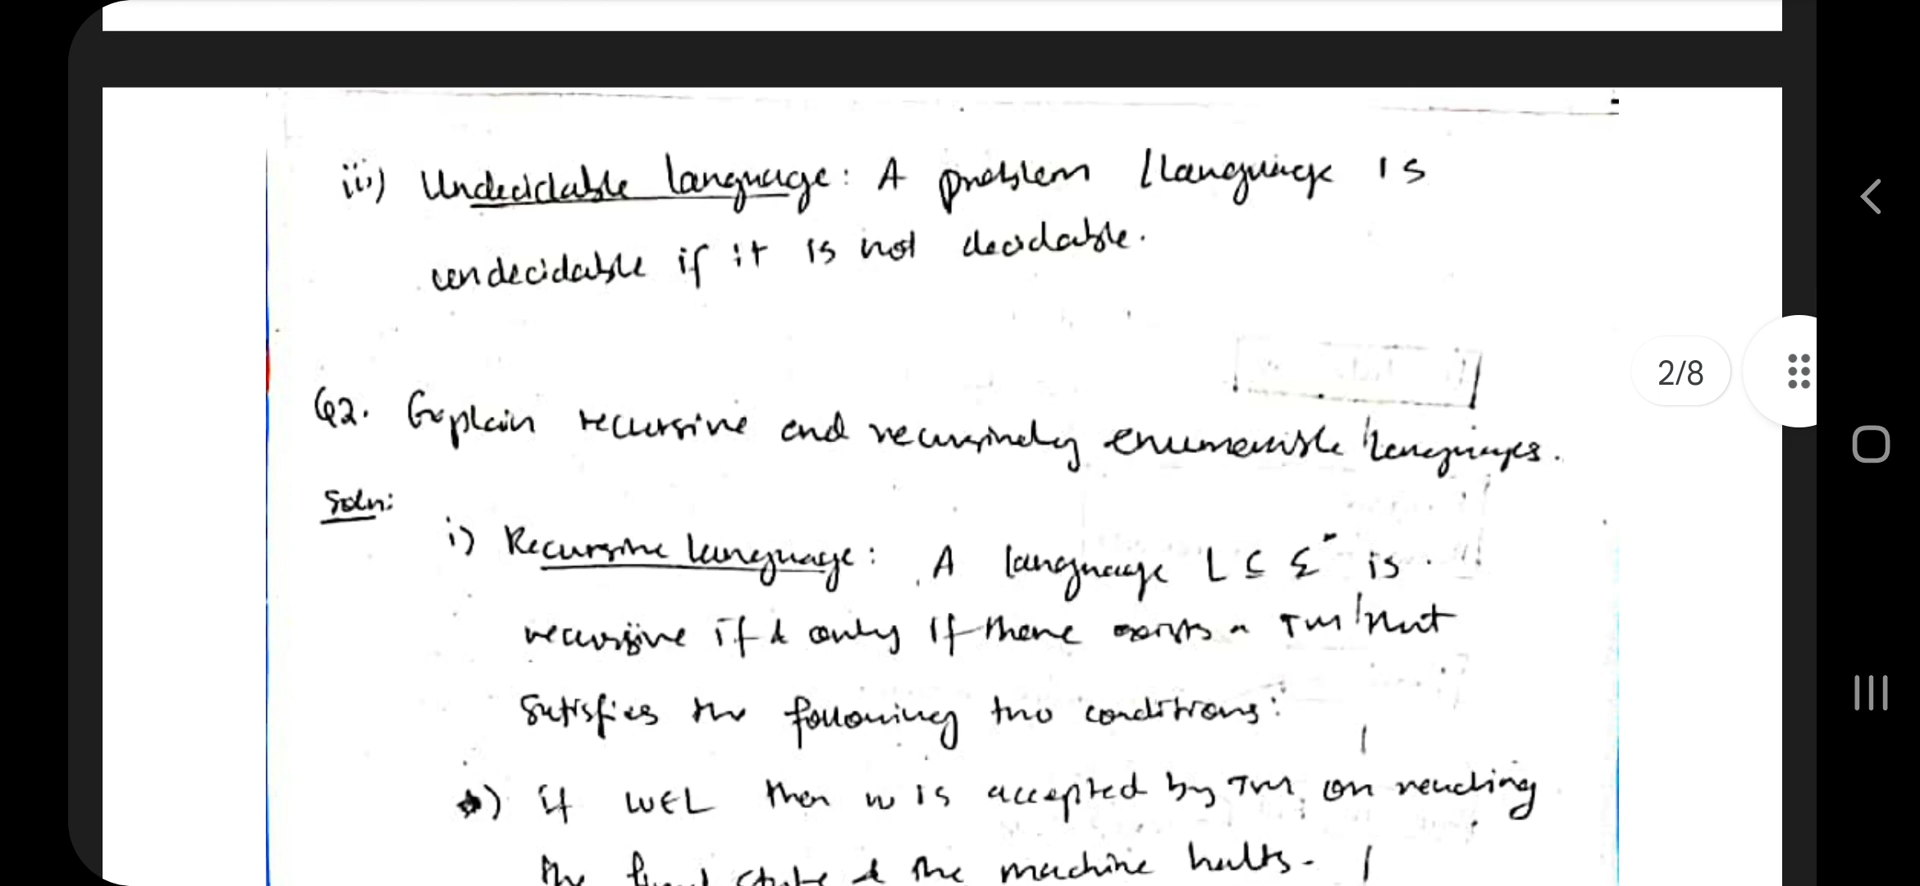 iii) Undecidable language: A problem /language is
undecidable if it is not decidable.
Q2. Explain recursive and recursively enumerable languages.
Soln:
i) Recursive language: A language L ⊆ Σ* is
recursive if & only if there exists a TM that
satisfies the following two conditions:
) if w∈L then w is accepted by TM on reaching
the final state & the machine halts.
2/8